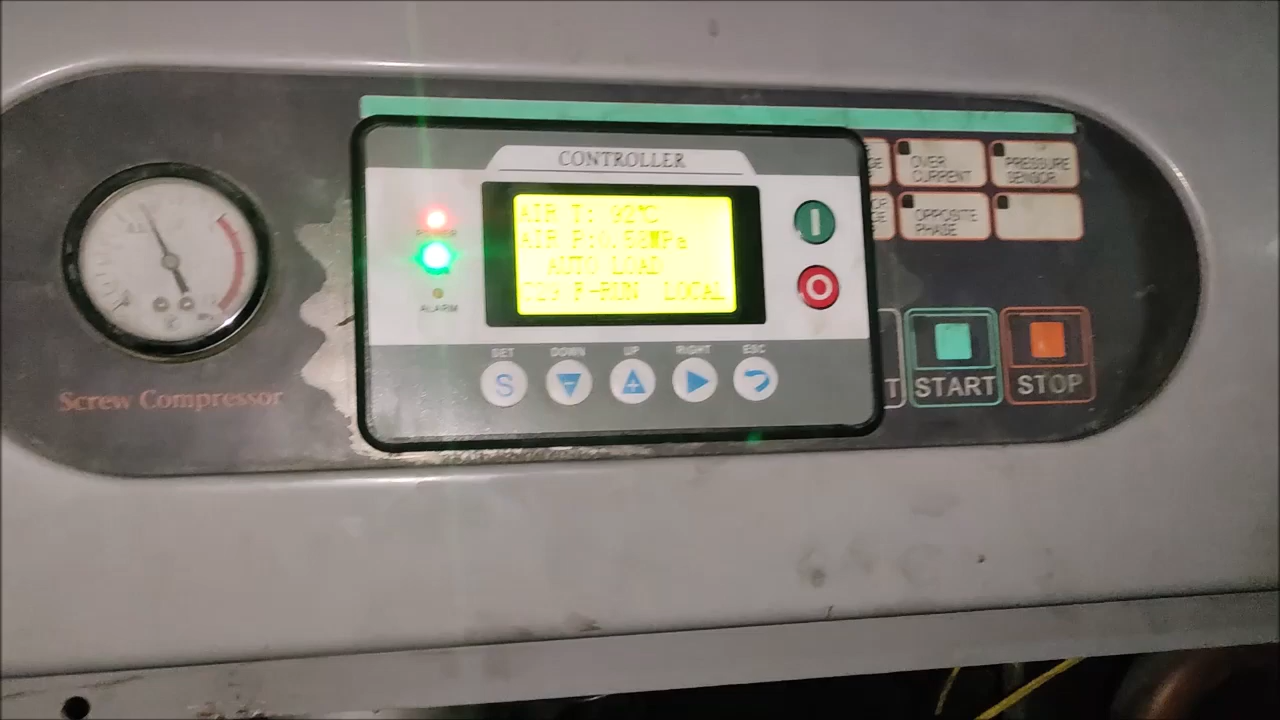 CONTROLLER
AIR T: 92℃
AIR P:0.58MPa
AUTO LOAD
F-RUN LOCAL
POWER
ALARM
SET DOWN UP RIGHT ESC
S
OVER
CURRENT
PRESSURE
SENSOR
OPPOSITE
PHASE
START
STOP
Screw Compressor